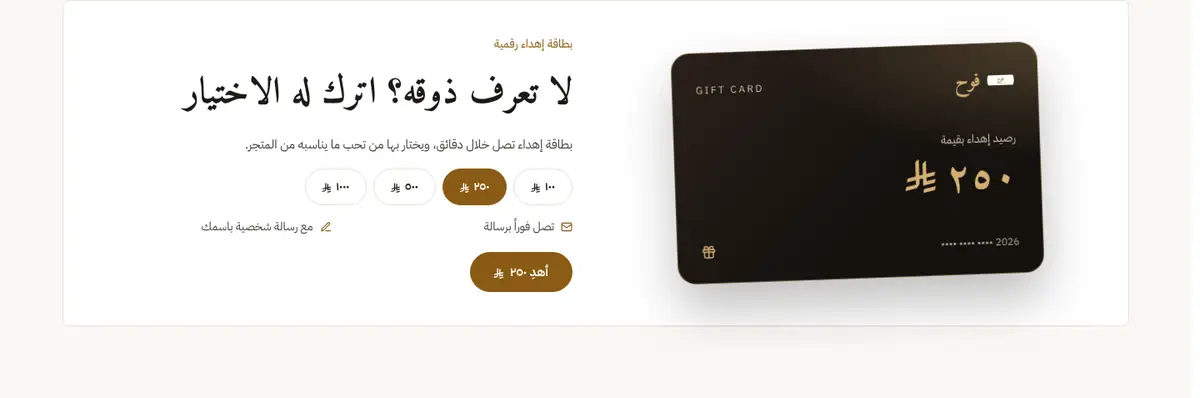 فوح
GIFT CARD
رصيد إهداء بقيمة
٢٥٠ ⃁
•••• •••• •••• 2026
بطاقة إهداء رقمية
لا تعرف ذوقه؟ اترك له الاختيار
بطاقة إهداء تصل خلال دقائق، ويختار بها من تحب ما يناسبه من المتجر.
١٠٠ ⃁
٢٥٠ ⃁
٥٠٠ ⃁
١٠٠٠ ⃁
تصل فوراً برسالة
مع رسالة شخصية باسمك
أهدِ ٢٥٠ ⃁